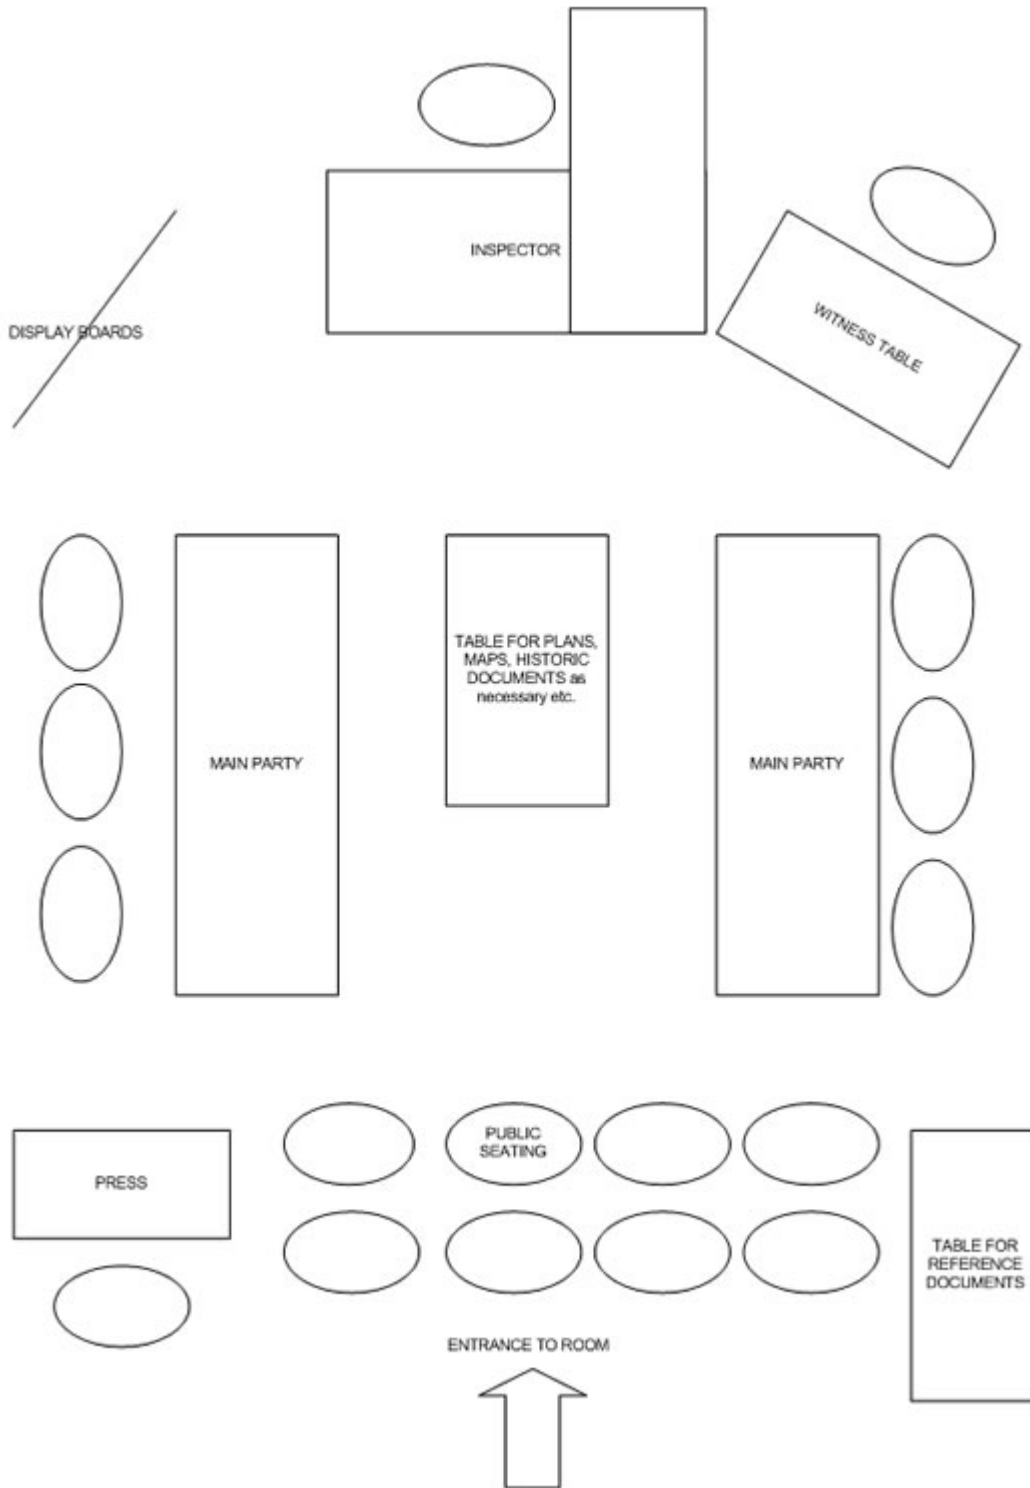 INSPECTOR
WITNESS TABLE
DISPLAY BOARDS
TABLE FOR PLANS,
MAPS, HISTORIC
DOCUMENTS as
necessary etc.
MAIN PARTY
MAIN PARTY
PUBLIC
SEATING
PRESS
TABLE FOR
REFERENCE
DOCUMENTS
ENTRANCE TO ROOM